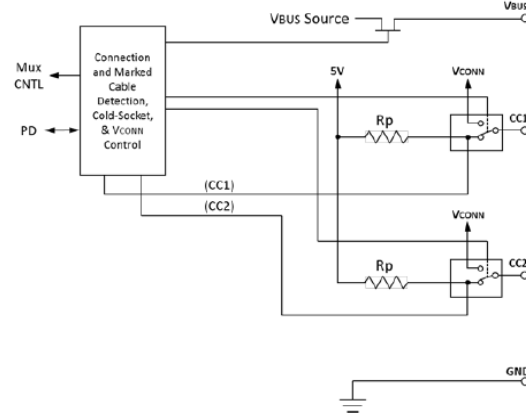 VBUS Source
VBUS
Connection
and Marked
Cable
Detection,
Cold-Socket,
& VCONN
Control
Mux
CNTL
PD
5V
VCONN
Rp
CC1
(CC1)
(CC2)
VCONN
Rp
CC2
GND